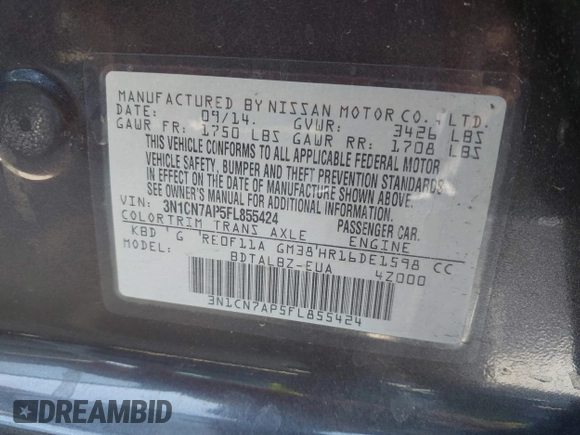 MANUFACTURED BY NISSAN MOTOR CO., LTD.
DATE: 09/14. GVWR: 3426 LBS
GAWR FR: 1750 LBS GAWR RR: 1708 LBS
THIS VEHICLE CONFORMS TO ALL APPLICABLE FEDERAL MOTOR
VEHICLE SAFETY, BUMPER AND THEFT PREVENTION STANDARDS
IN EFFECT ON THE DATE OF MANUFACTURE SHOWN ABOVE.
SEE OWNER'S MANUAL FOR ADDITIONAL INFORMATION.
VIN: 3N1CN7AP5FL855424 PASSENGER CAR.
COLOR TRIM TRANS AXLE ENGINE
KBD G RE0F11A GM38 HR16DE1598 CC
MODEL: BDTALBZ-EUA 4Z000
3N1CN7AP5FL855424
DREAMBID